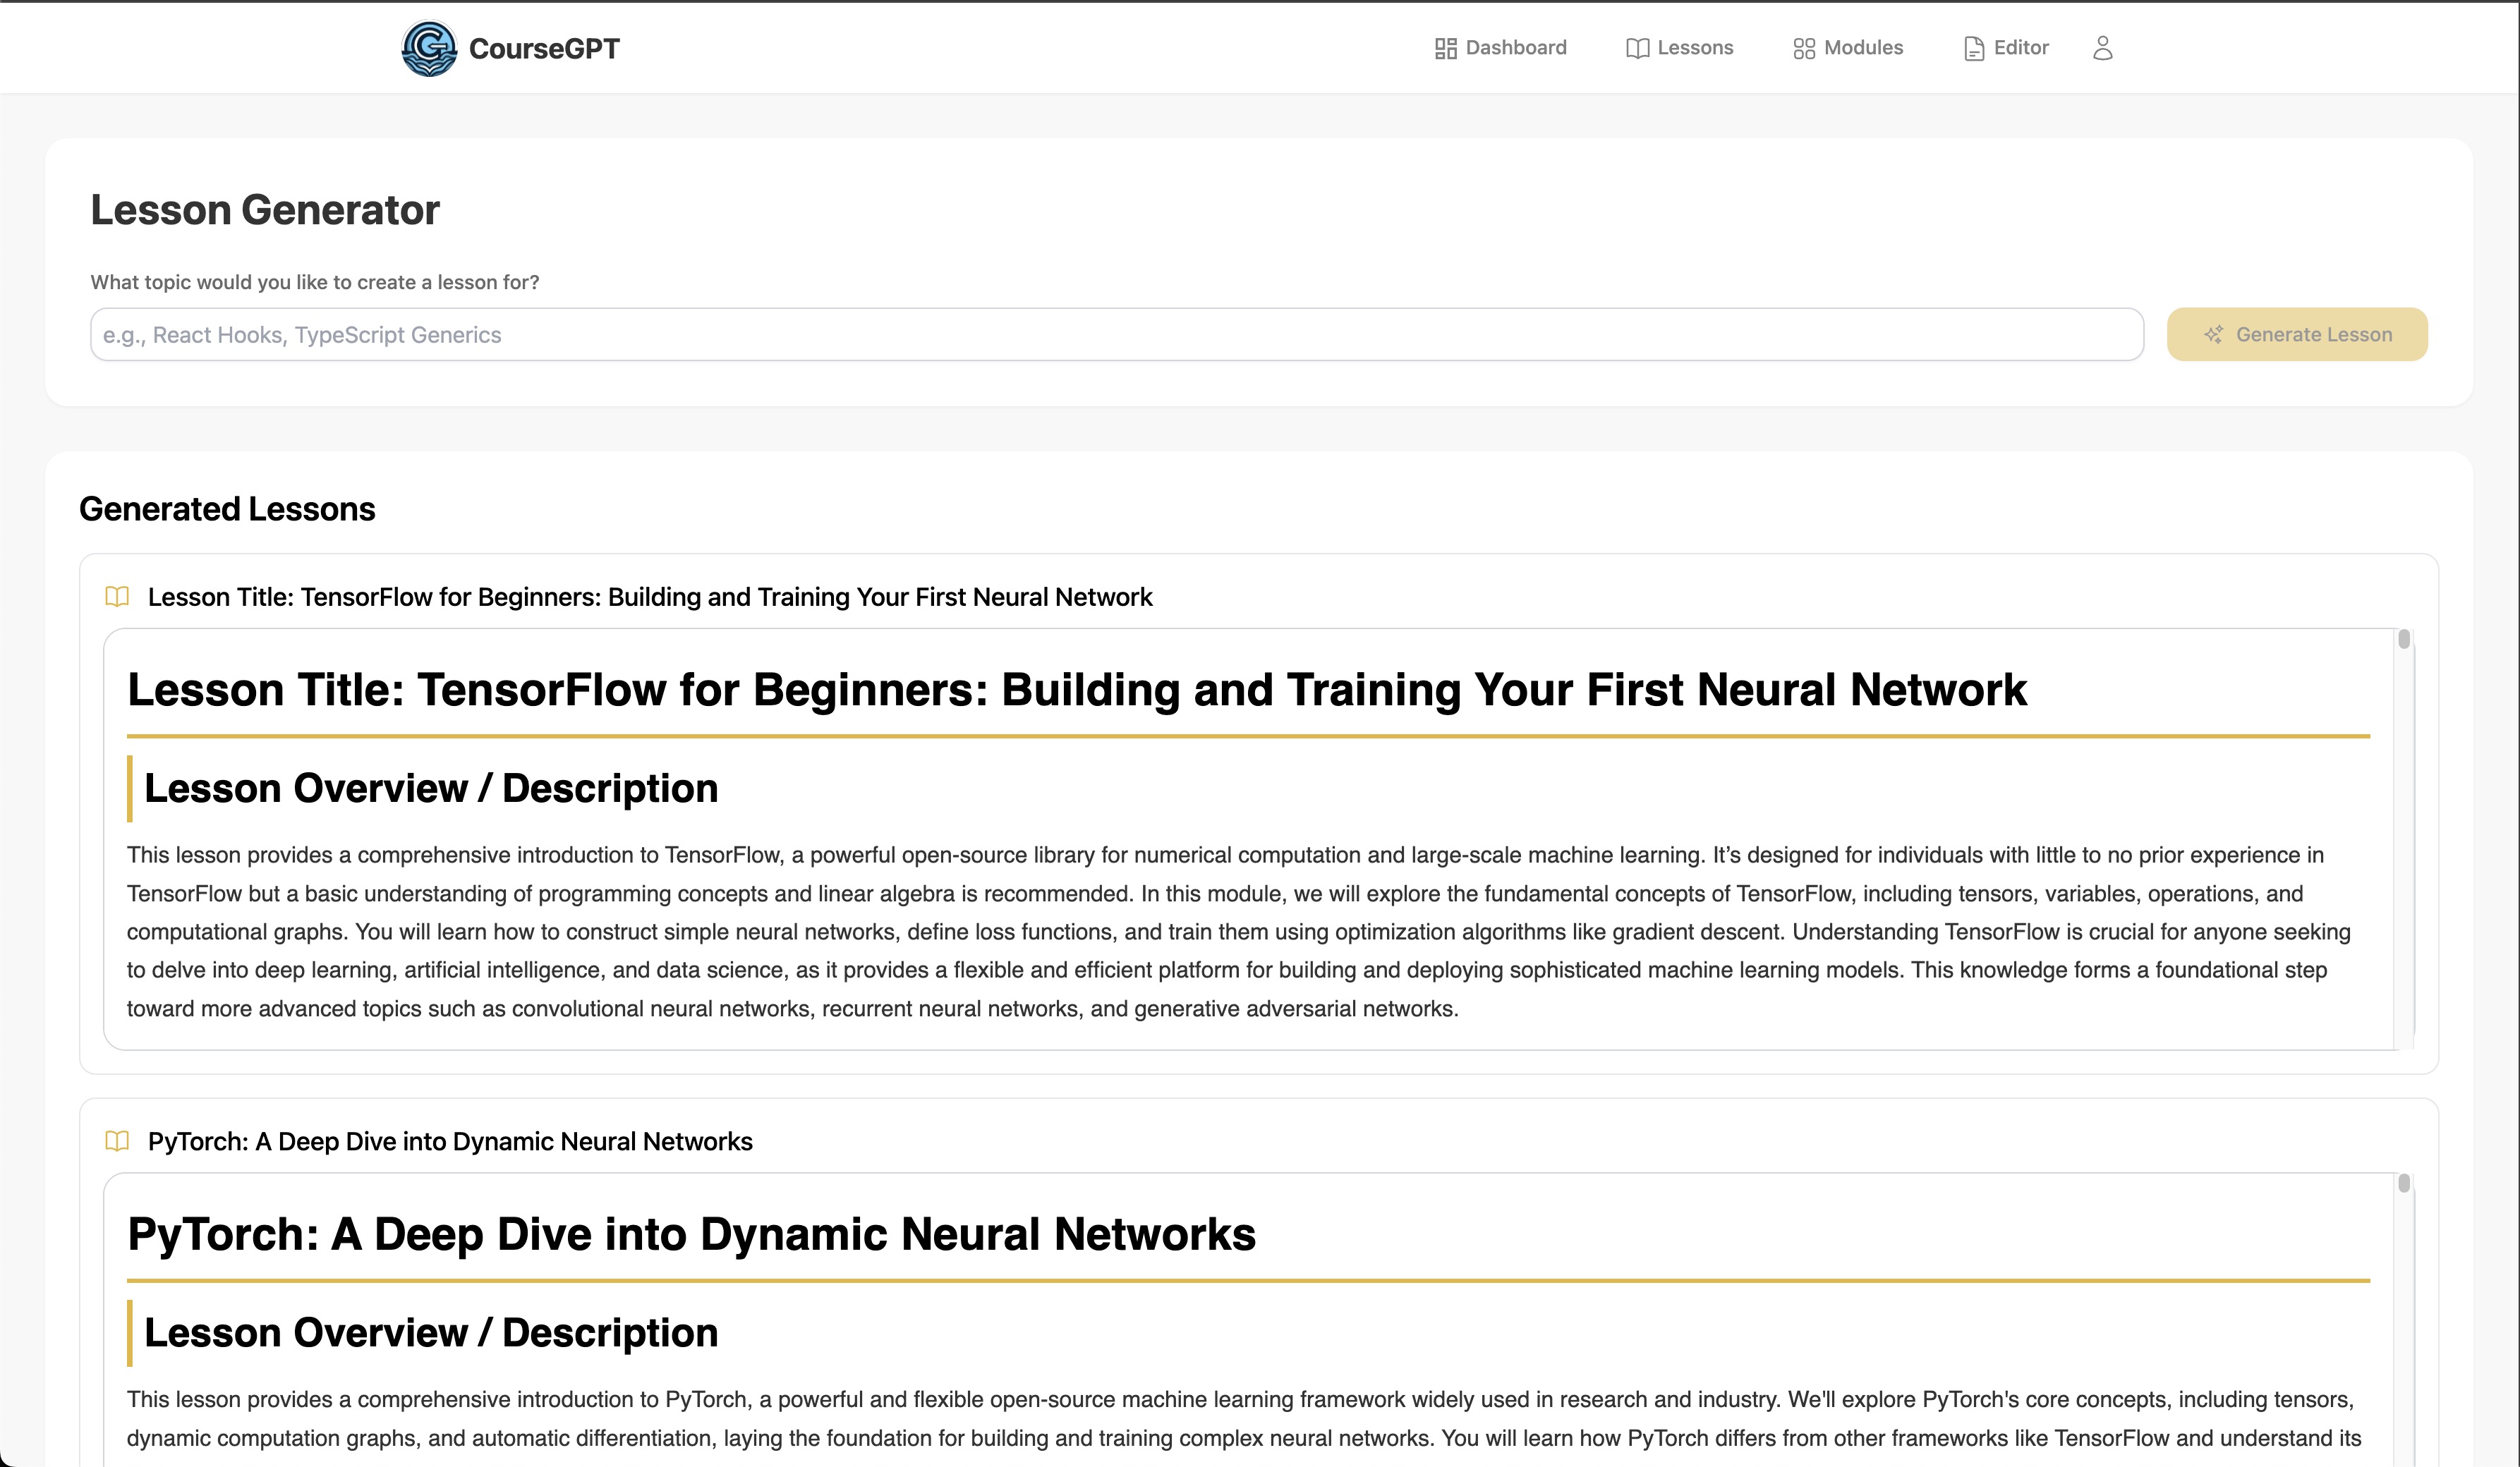 CourseGPT
Dashboard
Lessons
Modules
Editor
Lesson Generator
What topic would you like to create a lesson for?
e.g., React Hooks, TypeScript Generics
Generate Lesson
Generated Lessons
Lesson Title: TensorFlow for Beginners: Building and Training Your First Neural Network
Lesson Title: TensorFlow for Beginners: Building and Training Your First Neural Network
Lesson Overview / Description
This lesson provides a comprehensive introduction to TensorFlow, a powerful open-source library for numerical computation and large-scale machine learning. It’s designed for individuals with little to no prior experience in
TensorFlow but a basic understanding of programming concepts and linear algebra is recommended. In this module, we will explore the fundamental concepts of TensorFlow, including tensors, variables, operations, and
computational graphs. You will learn how to construct simple neural networks, define loss functions, and train them using optimization algorithms like gradient descent. Understanding TensorFlow is crucial for anyone seeking
to delve into deep learning, artificial intelligence, and data science, as it provides a flexible and efficient platform for building and deploying sophisticated machine learning models. This knowledge forms a foundational step
toward more advanced topics such as convolutional neural networks, recurrent neural networks, and generative adversarial networks.
PyTorch: A Deep Dive into Dynamic Neural Networks
PyTorch: A Deep Dive into Dynamic Neural Networks
Lesson Overview / Description
This lesson provides a comprehensive introduction to PyTorch, a powerful and flexible open-source machine learning framework widely used in research and industry. We'll explore PyTorch's core concepts, including tensors,
dynamic computation graphs, and automatic differentiation, laying the foundation for building and training complex neural networks. You will learn how PyTorch differs from other frameworks like TensorFlow and understand its